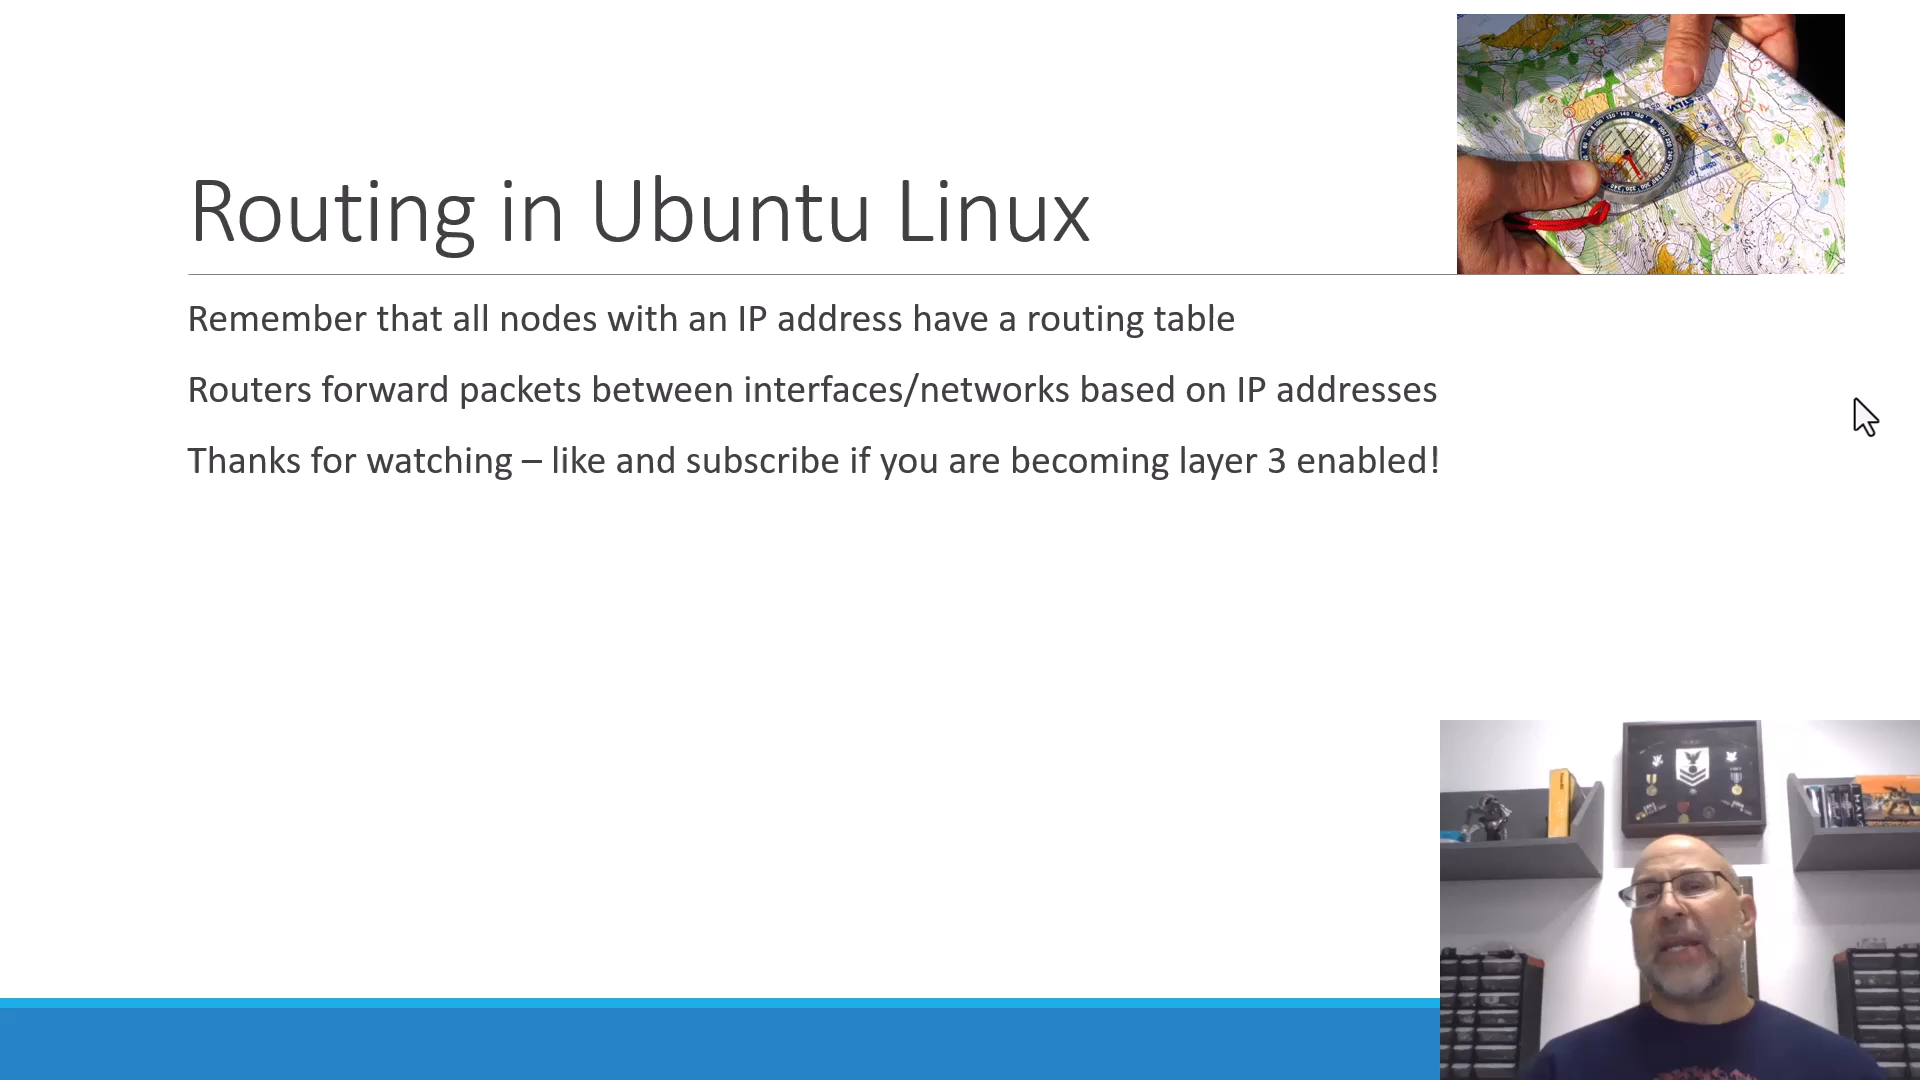 Routing in Ubuntu Linux
Remember that all nodes with an IP address have a routing table
Routers forward packets between interfaces/networks based on IP addresses
Thanks for watching – like and subscribe if you are becoming layer 3 enabled!